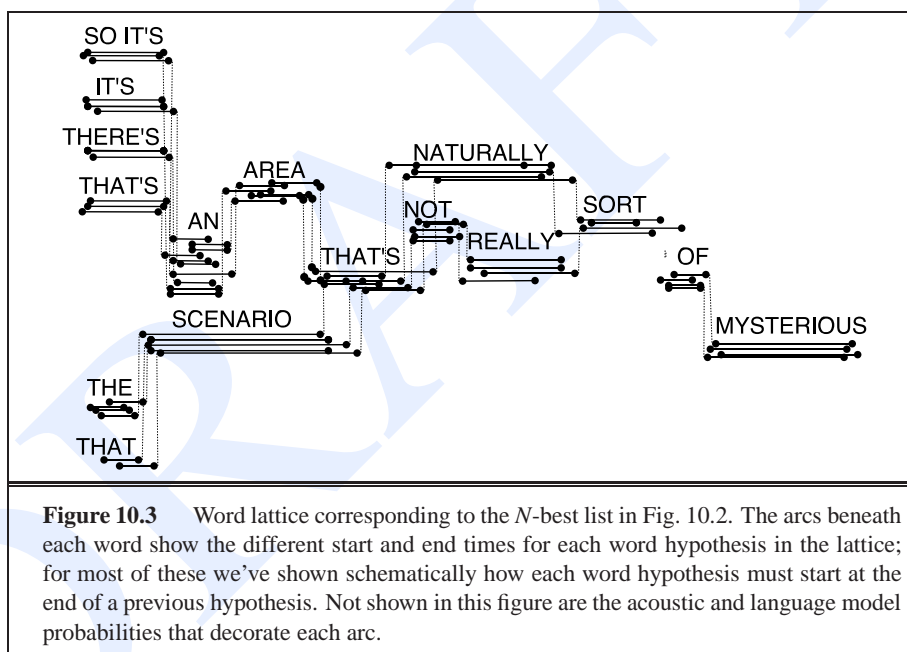 SO IT'S
IT'S
THERE'S
THAT'S
AN
AREA
THAT'S
NATURALLY
NOT
REALLY
SORT
OF
MYSTERIOUS
SCENARIO
THE
THAT
Figure 10.3 Word lattice corresponding to the N-best list in Fig. 10.2. The arcs beneath
each word show the different start and end times for each word hypothesis in the lattice;
for most of these we've shown schematically how each word hypothesis must start at the
end of a previous hypothesis. Not shown in this figure are the acoustic and language model
probabilities that decorate each arc.
DRAF